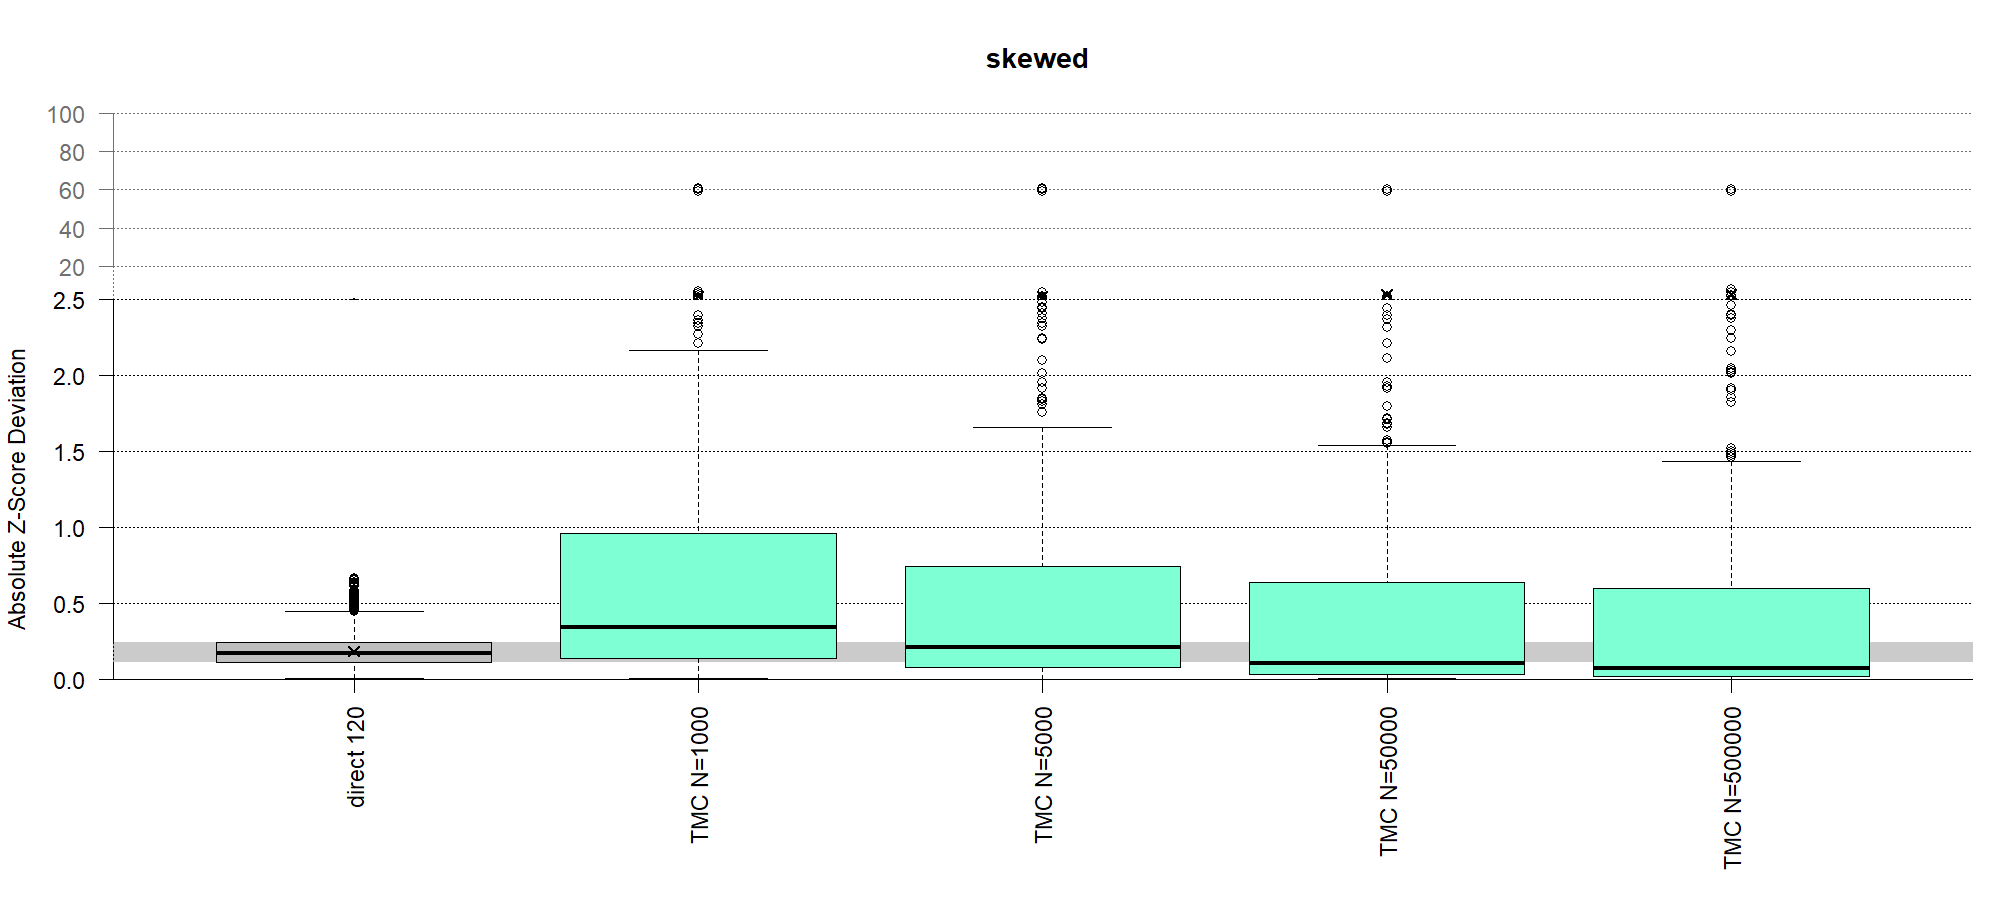 skewed
100
80
60
40
20
2.5
2.0
1.5
1.0
0.5
0.0
Absolute Z-Score Deviation
direct 120
TMC N=1000
TMC N=5000
TMC N=50000
TMC N=500000